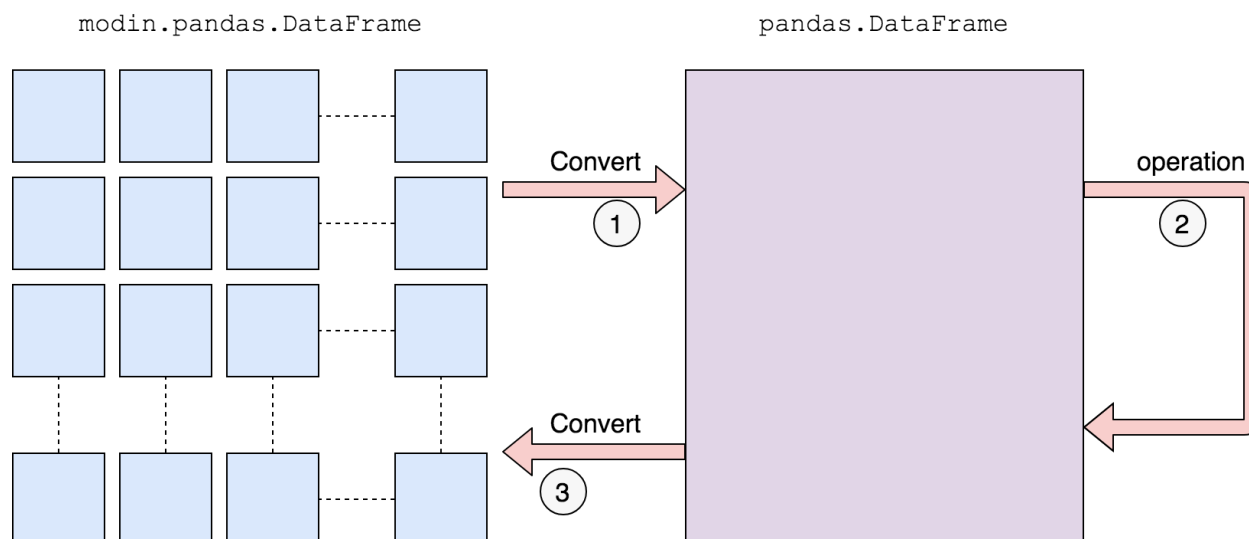 modin.pandas.DataFrame
pandas.DataFrame
Convert
1
operation
2
Convert
3